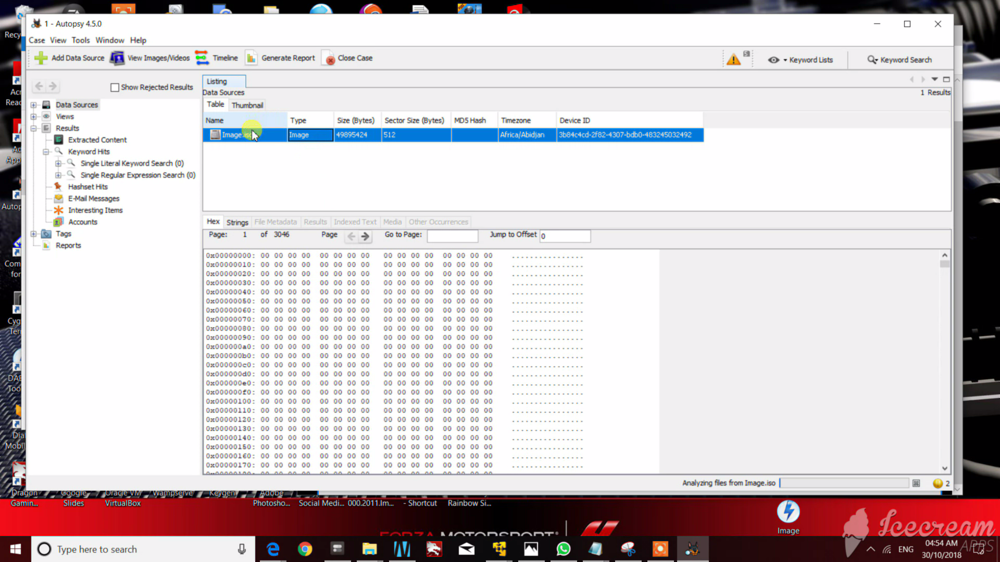 Recy
1 - Autopsy 4.5.0
Case View Tools Window Help
Add Data Source View Images/Videos Timeline Generate Report Close Case
5
Keyword Lists Keyword Search
Show Rejected Results
Data Sources
Views
Results
Extracted Content
Keyword Hits
Single Literal Keyword Search (0)
Single Regular Expression Search (0)
Hashset Hits
E-Mail Messages
Interesting Items
Accounts
Tags
Reports
Listing
Data Sources
1 Results
Table Thumbnail
Name Type Size (Bytes) Sector Size (Bytes) MD5 Hash Timezone Device ID
Image.iso Image 49895424 512 Africa/Abidjan 3b84c4cd-2f82-4307-bdb0-483245032492
Hex Strings File Metadata Results Indexed Text Media Other Occurrences
Page: 1 of 3046 Page Go to Page: Jump to Offset 0
0x00000000: 00 00 00 00 00 00 00 00 00 00 00 00 00 00 00 00 ................
0x00000010: 00 00 00 00 00 00 00 00 00 00 00 00 00 00 00 00 ................
0x00000020: 00 00 00 00 00 00 00 00 00 00 00 00 00 00 00 00 ................
0x00000030: 00 00 00 00 00 00 00 00 00 00 00 00 00 00 00 00 ................
0x00000040: 00 00 00 00 00 00 00 00 00 00 00 00 00 00 00 00 ................
0x00000050: 00 00 00 00 00 00 00 00 00 00 00 00 00 00 00 00 ................
0x00000060: 00 00 00 00 00 00 00 00 00 00 00 00 00 00 00 00 ................
0x00000070: 00 00 00 00 00 00 00 00 00 00 00 00 00 00 00 00 ................
0x00000080: 00 00 00 00 00 00 00 00 00 00 00 00 00 00 00 00 ................
0x00000090: 00 00 00 00 00 00 00 00 00 00 00 00 00 00 00 00 ................
0x000000a0: 00 00 00 00 00 00 00 00 00 00 00 00 00 00 00 00 ................
0x000000b0: 00 00 00 00 00 00 00 00 00 00 00 00 00 00 00 00 ................
0x000000c0: 00 00 00 00 00 00 00 00 00 00 00 00 00 00 00 00 ................
0x000000d0: 00 00 00 00 00 00 00 00 00 00 00 00 00 00 00 00 ................
0x000000e0: 00 00 00 00 00 00 00 00 00 00 00 00 00 00 00 00 ................
0x000000f0: 00 00 00 00 00 00 00 00 00 00 00 00 00 00 00 00 ................
0x00000100: 00 00 00 00 00 00 00 00 00 00 00 00 00 00 00 00 ................
0x00000110: 00 00 00 00 00 00 00 00 00 00 00 00 00 00 00 00 ................
0x00000120: 00 00 00 00 00 00 00 00 00 00 00 00 00 00 00 00 ................
0x00000130: 00 00 00 00 00 00 00 00 00 00 00 00 00 00 00 00 ................
0x00000140: 00 00 00 00 00 00 00 00 00 00 00 00 00 00 00 00 ................
0x00000150: 00 00 00 00 00 00 00 00 00 00 00 00 00 00 00 00 ................
0x00000160: 00 00 00 00 00 00 00 00 00 00 00 00 00 00 00 00 ................
0x00000170: 00 00 00 00 00 00 00 00 00 00 00 00 00 00 00 00 ................
Analyzing files from Image.iso 2
Acr
Read
Ad
App
Autop
Com
for
Cyg
Ter
DAE
Too
Dia
Mobil
Dragon Google Oracle VM Wampserve Keygen Adobe
Gamin... Slides VirtualBox Photosho... Social Medi... 000.2011.Im... - Shortcut Rainbow Si...
Image
FORZA MOTORSPORT
Icecream
APPS
Type here to search
ENG
04:54 AM
30/10/2018